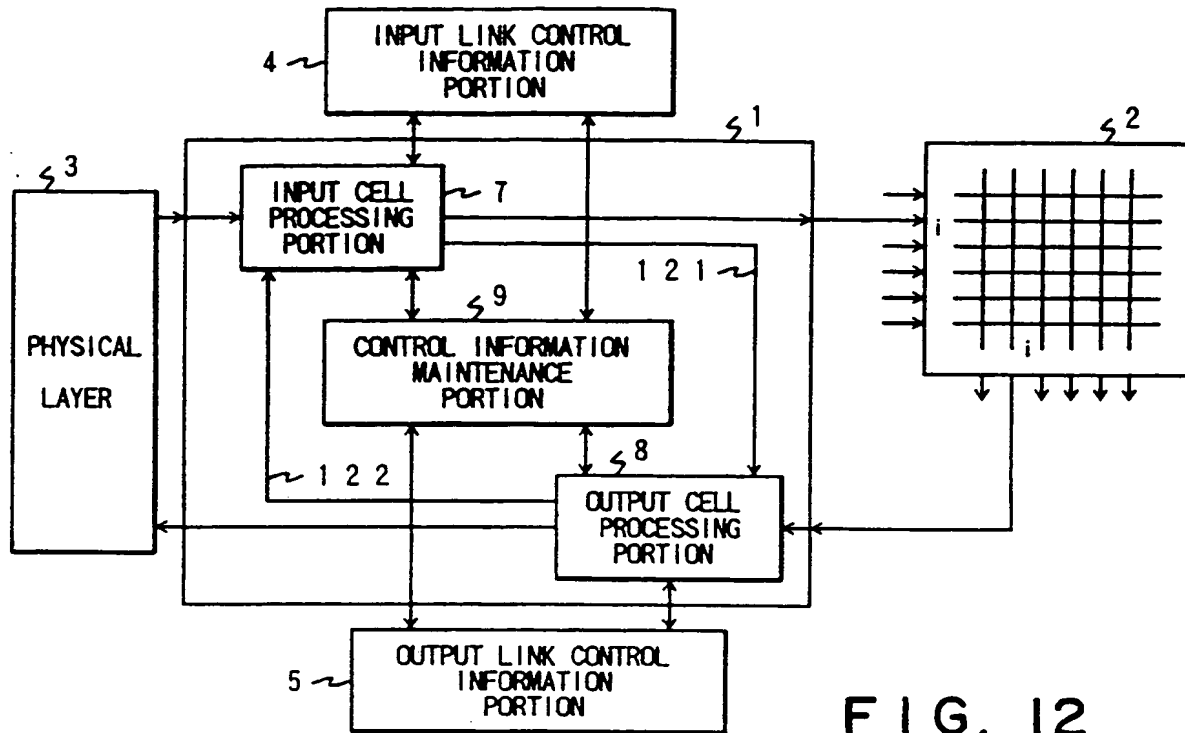 INPUT LINK CONTROL
INFORMATION
PORTION
4
1
2
3
INPUT CELL
PROCESSING
PORTION
7
i
1 2 1
9
PHYSICAL
LAYER
CONTROL INFORMATION
MAINTENANCE
PORTION
i
8
1 2 2
OUTPUT CELL
PROCESSING
PORTION
OUTPUT LINK CONTROL
INFORMATION
PORTION
5
FIG. 12